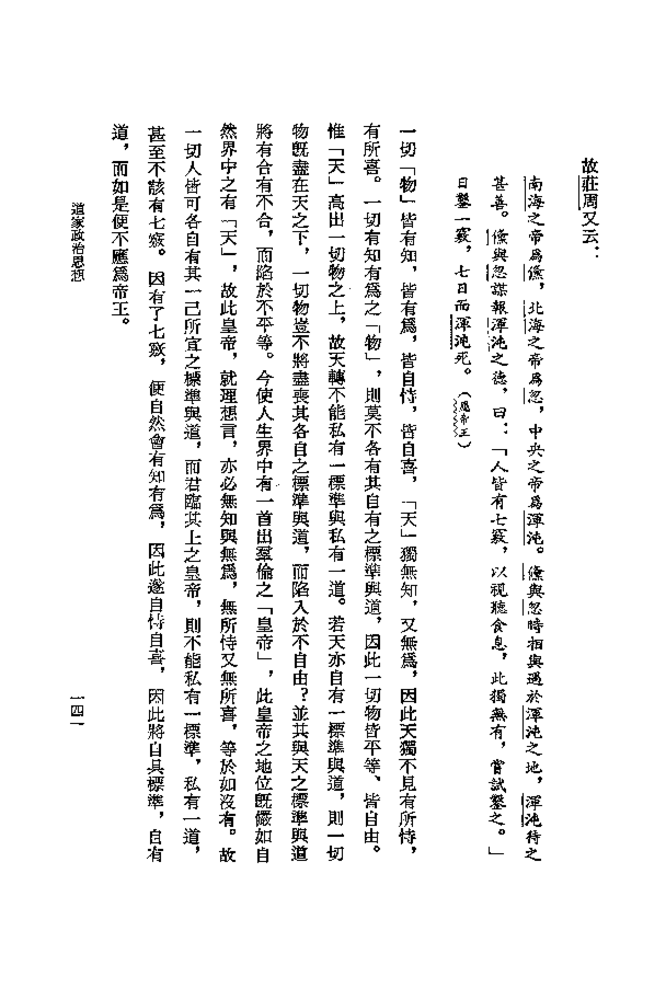 故莊周又云：
南海之帝爲儵，北海之帝爲忽，中央之帝爲渾沌。儵與忽時相與遇於渾沌之地，渾沌待之
甚善。儵與忽謀報渾沌之德，曰：「人皆有七竅，以視聽食息，此獨無有，嘗試鑿之。」
日鑿一竅，七日而渾沌死。（應帝王）
一切「物」皆有知，皆有爲，皆自恃，皆自喜，「天」獨無知，又無爲，因此天獨不見有所恃，
有所喜。一切有知有爲之「物」，則莫不各有其自有之標準與道，因此一切物皆平等、皆自由。
惟「天」高出一切物之上，故天轉不能私有一標準與私有一道。若天亦自有一標準與道，則一切
物旣盡在天之下，一切物豈不將盡喪其各自之標準與道，而陷入於不自由？並其與天之標準與道
將有合有不合，而陷於不平等。今使人生界中有一首出羣倫之「皇帝」，此皇帝之地位旣儼如自
然界中之有「天」，故此皇帝，就理想言，亦必無知與無爲，無所恃又無所喜，等於如沒有。故
一切人皆可各自有其一己所宜之標準與道，而君臨其上之皇帝，則不能私有一標準，私有一道，
甚至不該有七竅。因有了七竅，便自然會有知有爲，因此遂自恃自喜，因此將自具標準，自有
道，而如是便不應爲帝王。
道家政治思想
一四一